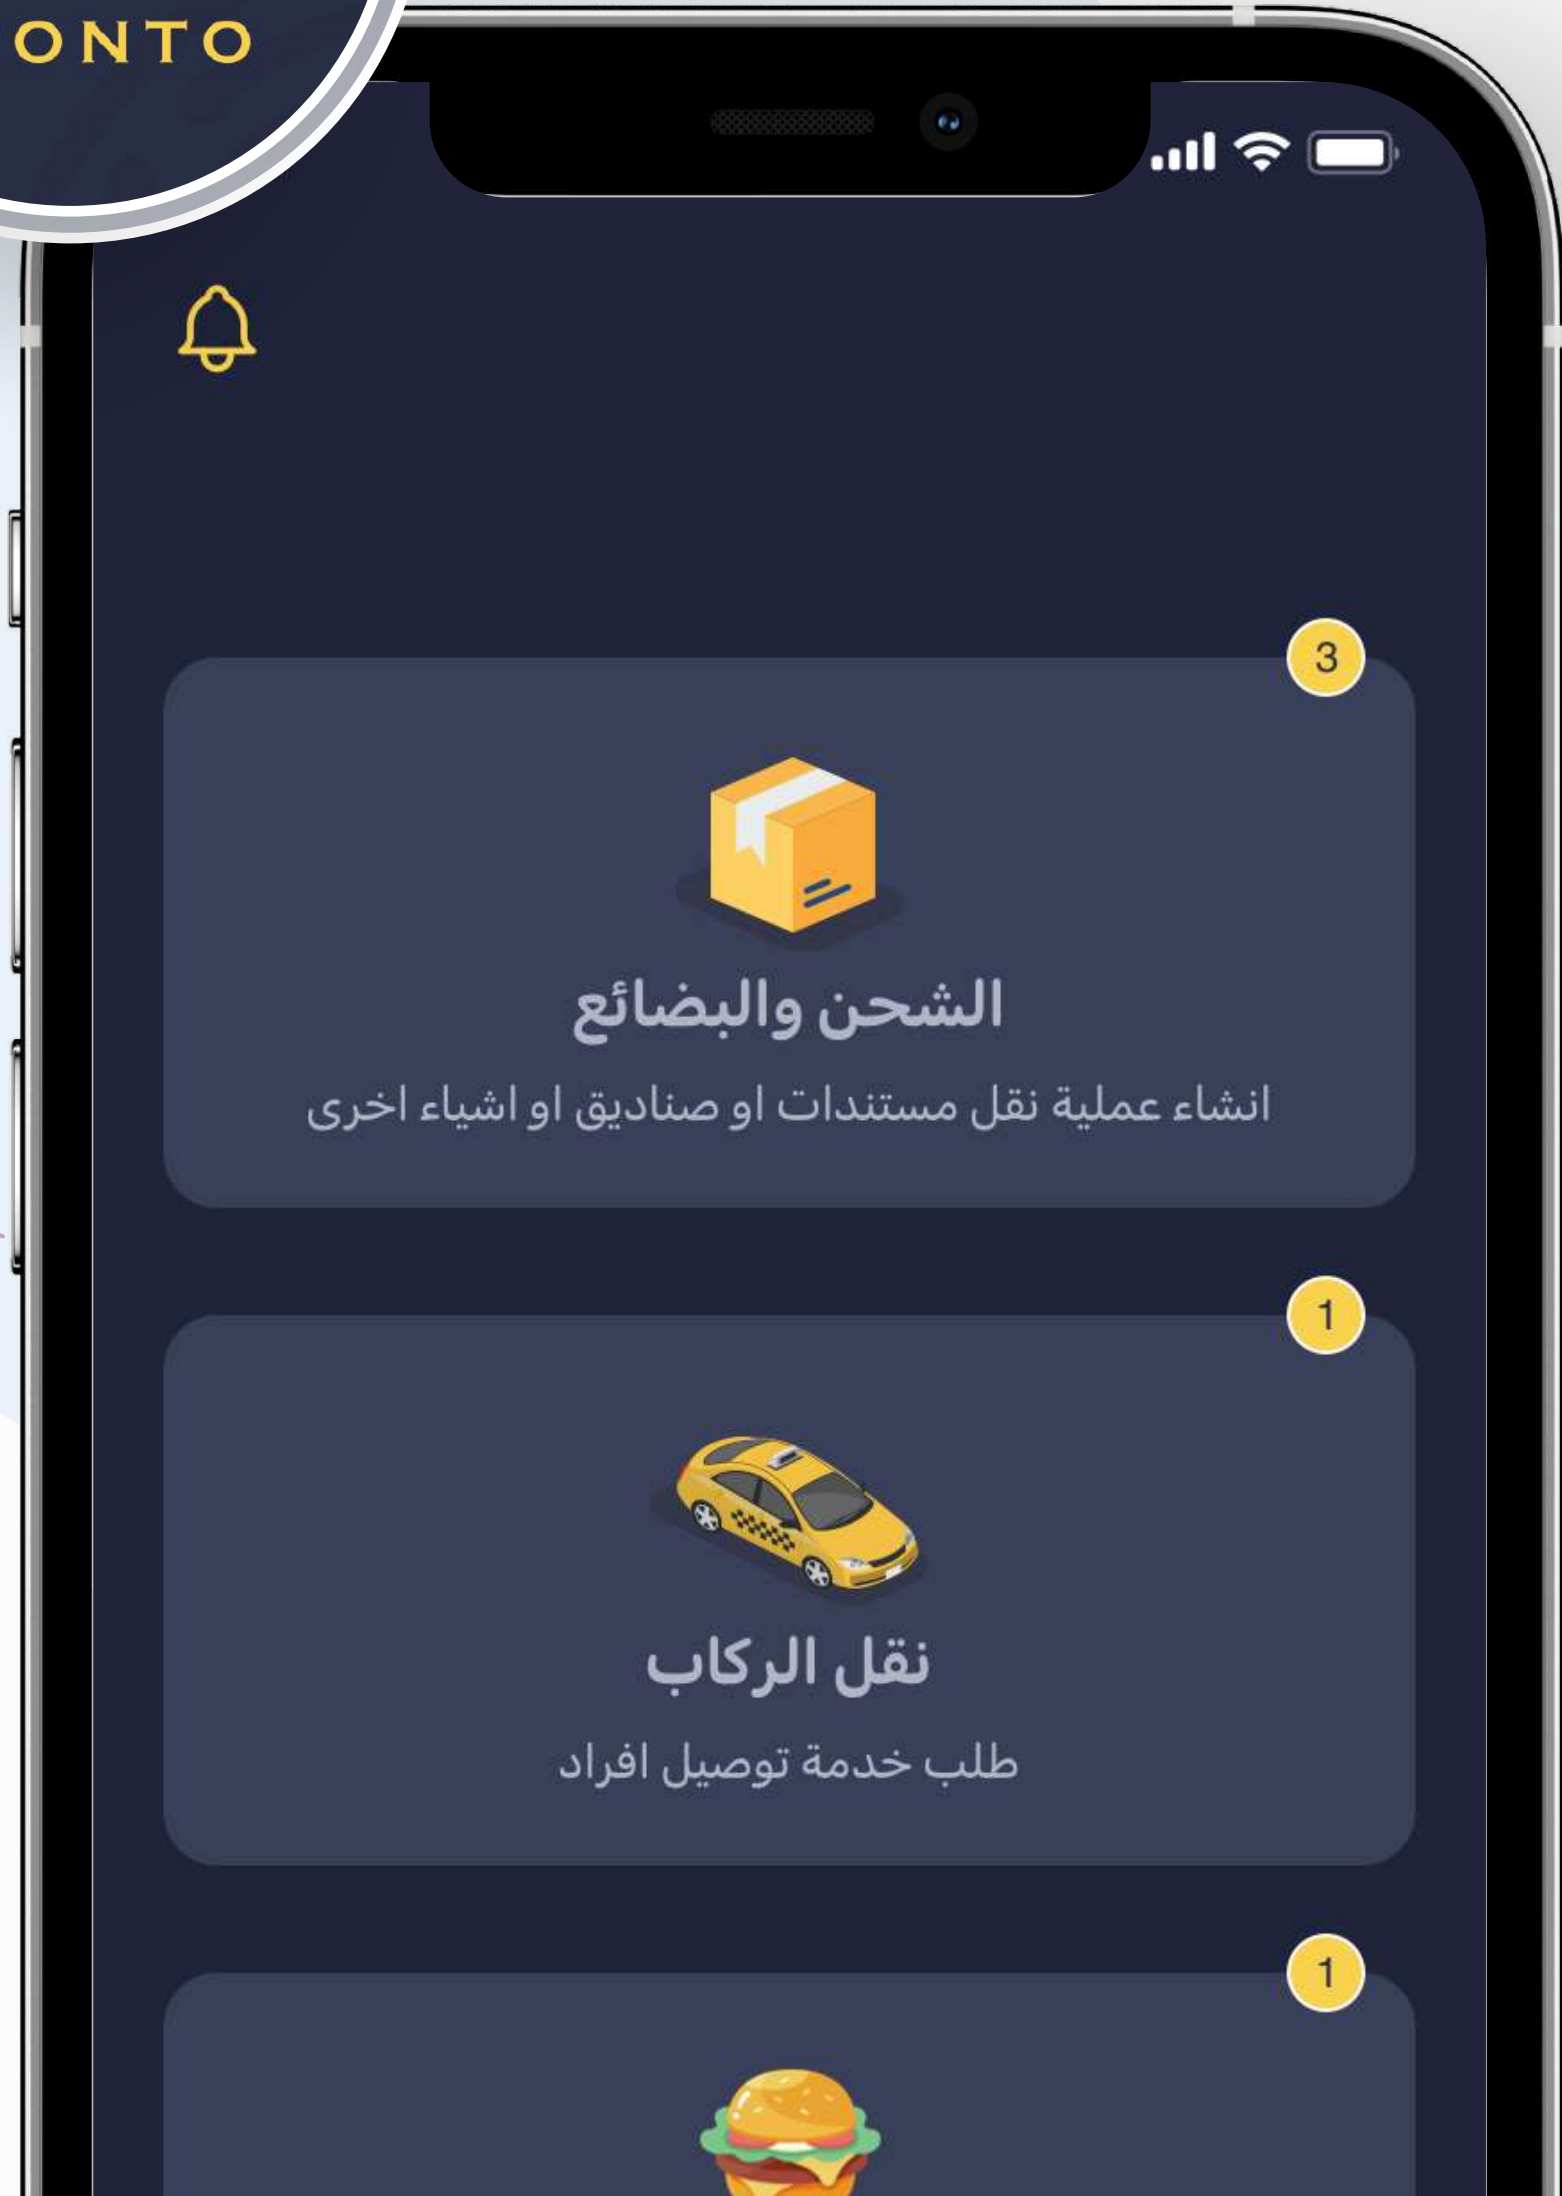 ONTO
3
الشحن والبضائع
انشاء عملية نقل مستندات او صناديق او اشياء اخرى
1
نقل الركاب
طلب خدمة توصيل افراد
1